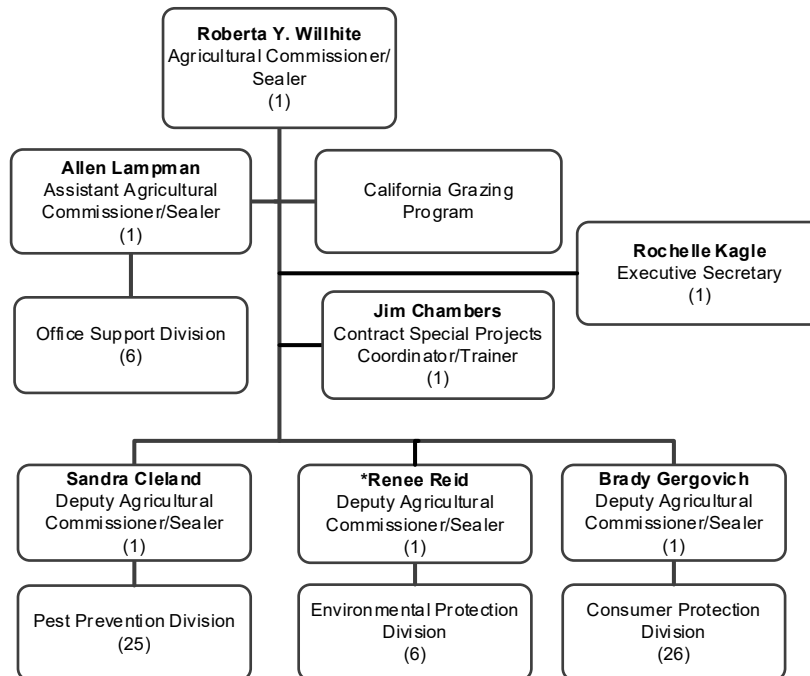 Roberta Y. Willhite
Agricultural Commissioner/
Sealer
(1)
Allen Lampman
Assistant Agricultural
Commissioner/Sealer
(1)
California Grazing
Program
Rochelle Kagle
Executive Secretary
(1)
Office Support Division
(6)
Jim Chambers
Contract Special Projects
Coordinator/Trainer
(1)
Sandra Cleland
Deputy Agricultural
Commissioner/Sealer
(1)
*Renee Reid
Deputy Agricultural
Commissioner/Sealer
(1)
Brady Gergovich
Deputy Agricultural
Commissioner/Sealer
(1)
Pest Prevention Division
(25)
Environmental Protection
Division
(6)
Consumer Protection
Division
(26)